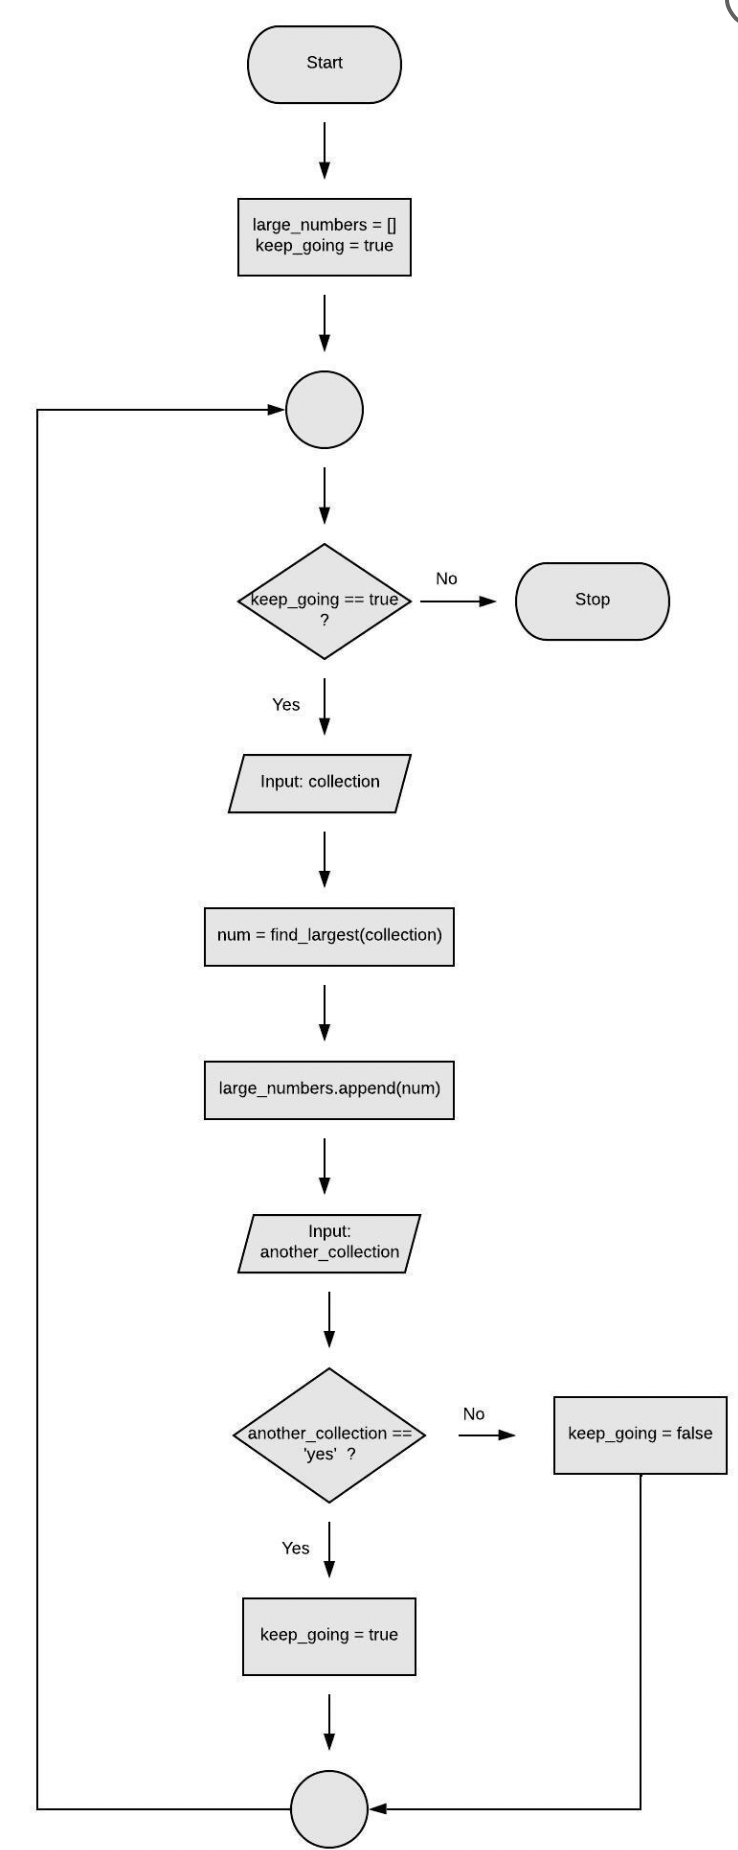 Start
large_numbers = []
keep_going = true
keep_going == true
?
No
Stop
Yes
Input: collection
num = find_largest(collection)
large_numbers.append(num)
Input:
another_collection
another_collection ==
'yes'  ?
No
keep_going = false
Yes
keep_going = true